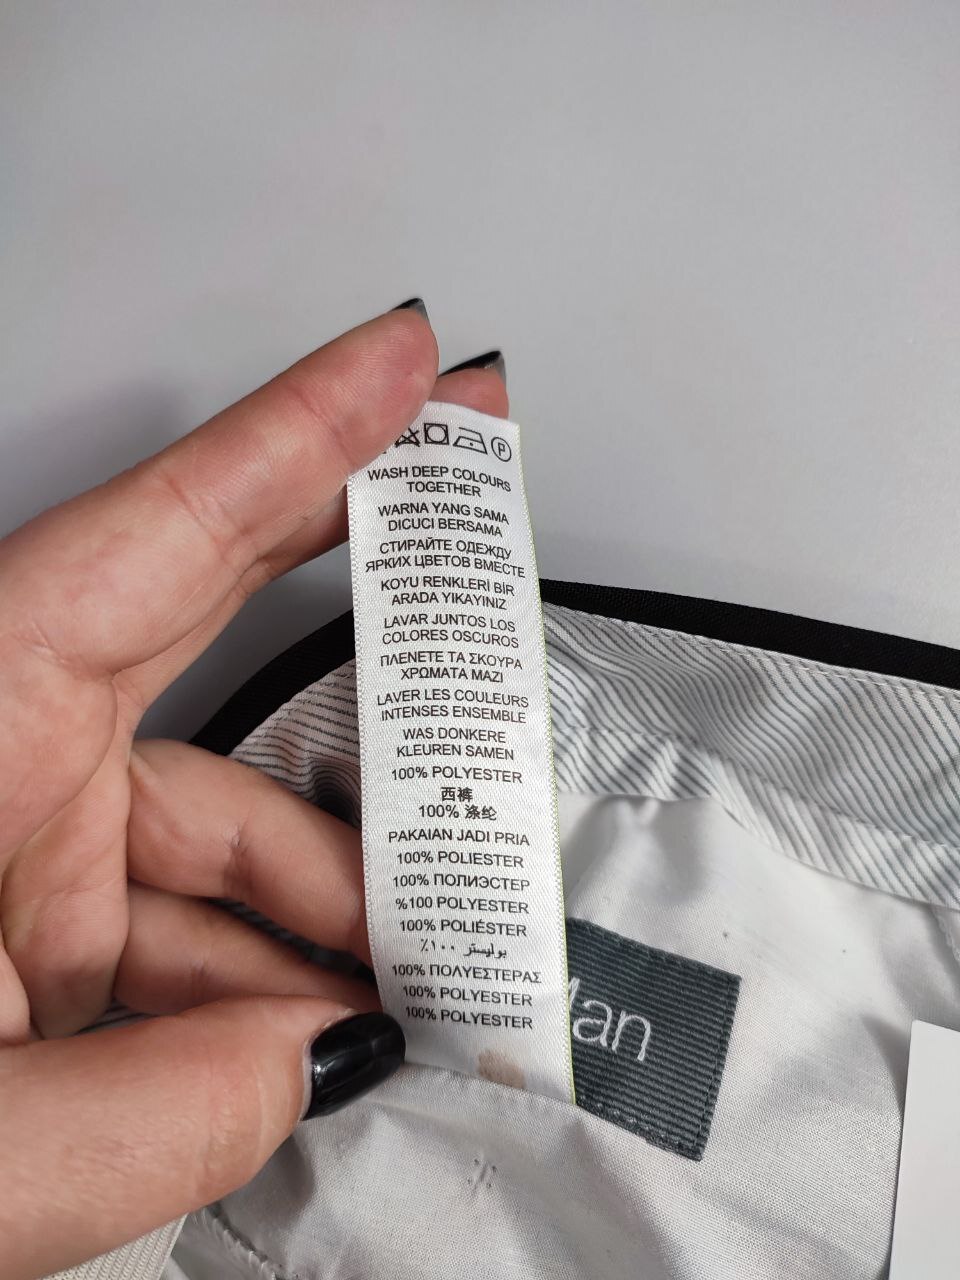 P
WASH DEEP COLOURS
TOGETHER
WARNA YANG SAMA
DICUCI BERSAMA
СТИРАЙТЕ ОДЕЖДУ
ЯРКИХ ЦВЕТОВ ВМЕСТЕ
KOYU RENKLERİ BİR
ARADA YIKAYINIZ
LAVAR JUNTOS LOS
COLORES OSCUROS
ΠΛΕΝΕΤΕ ΤΑ ΣΚΟΥΡΑ
ΧΡΩΜΑΤΑ ΜΑΖΙ
LAVER LES COULEURS
INTENSES ENSEMBLE
WAS DONKERE
KLEUREN SAMEN
100% POLYESTER
西裤
100% 涤纶
PAKAIAN JADI PRIA
100% POLIESTER
100% ПОЛИЭСТЕР
%100 POLYESTER
100% POLIÉSTER
بوليستر ١٠٠٪
100% ΠΟΛΥΕΣΤΕΡΑΣ
100% POLYESTER
100% POLYESTER